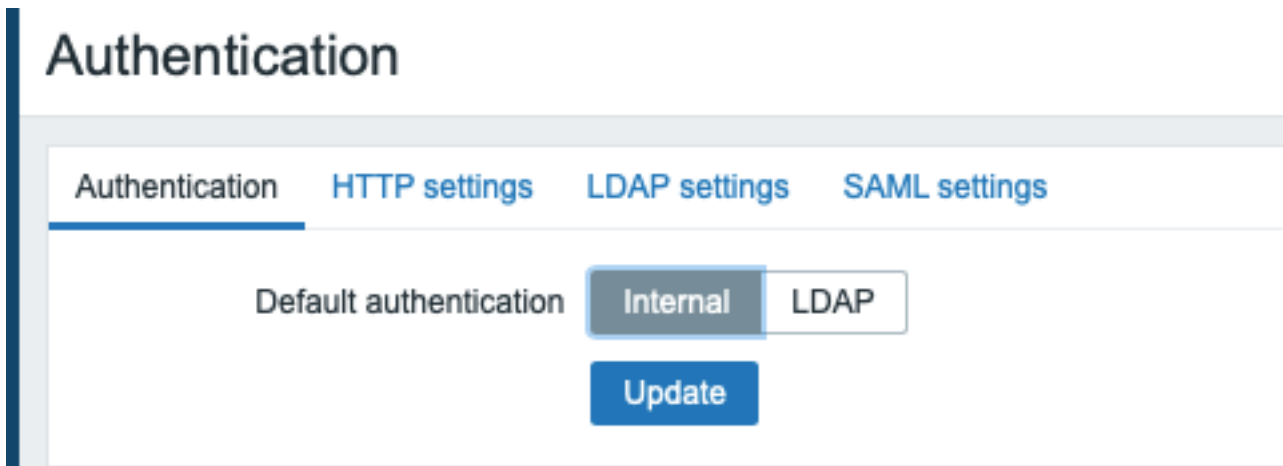 Authentication
Authentication HTTP settings LDAP settings SAML settings
Default authentication Internal LDAP
Update